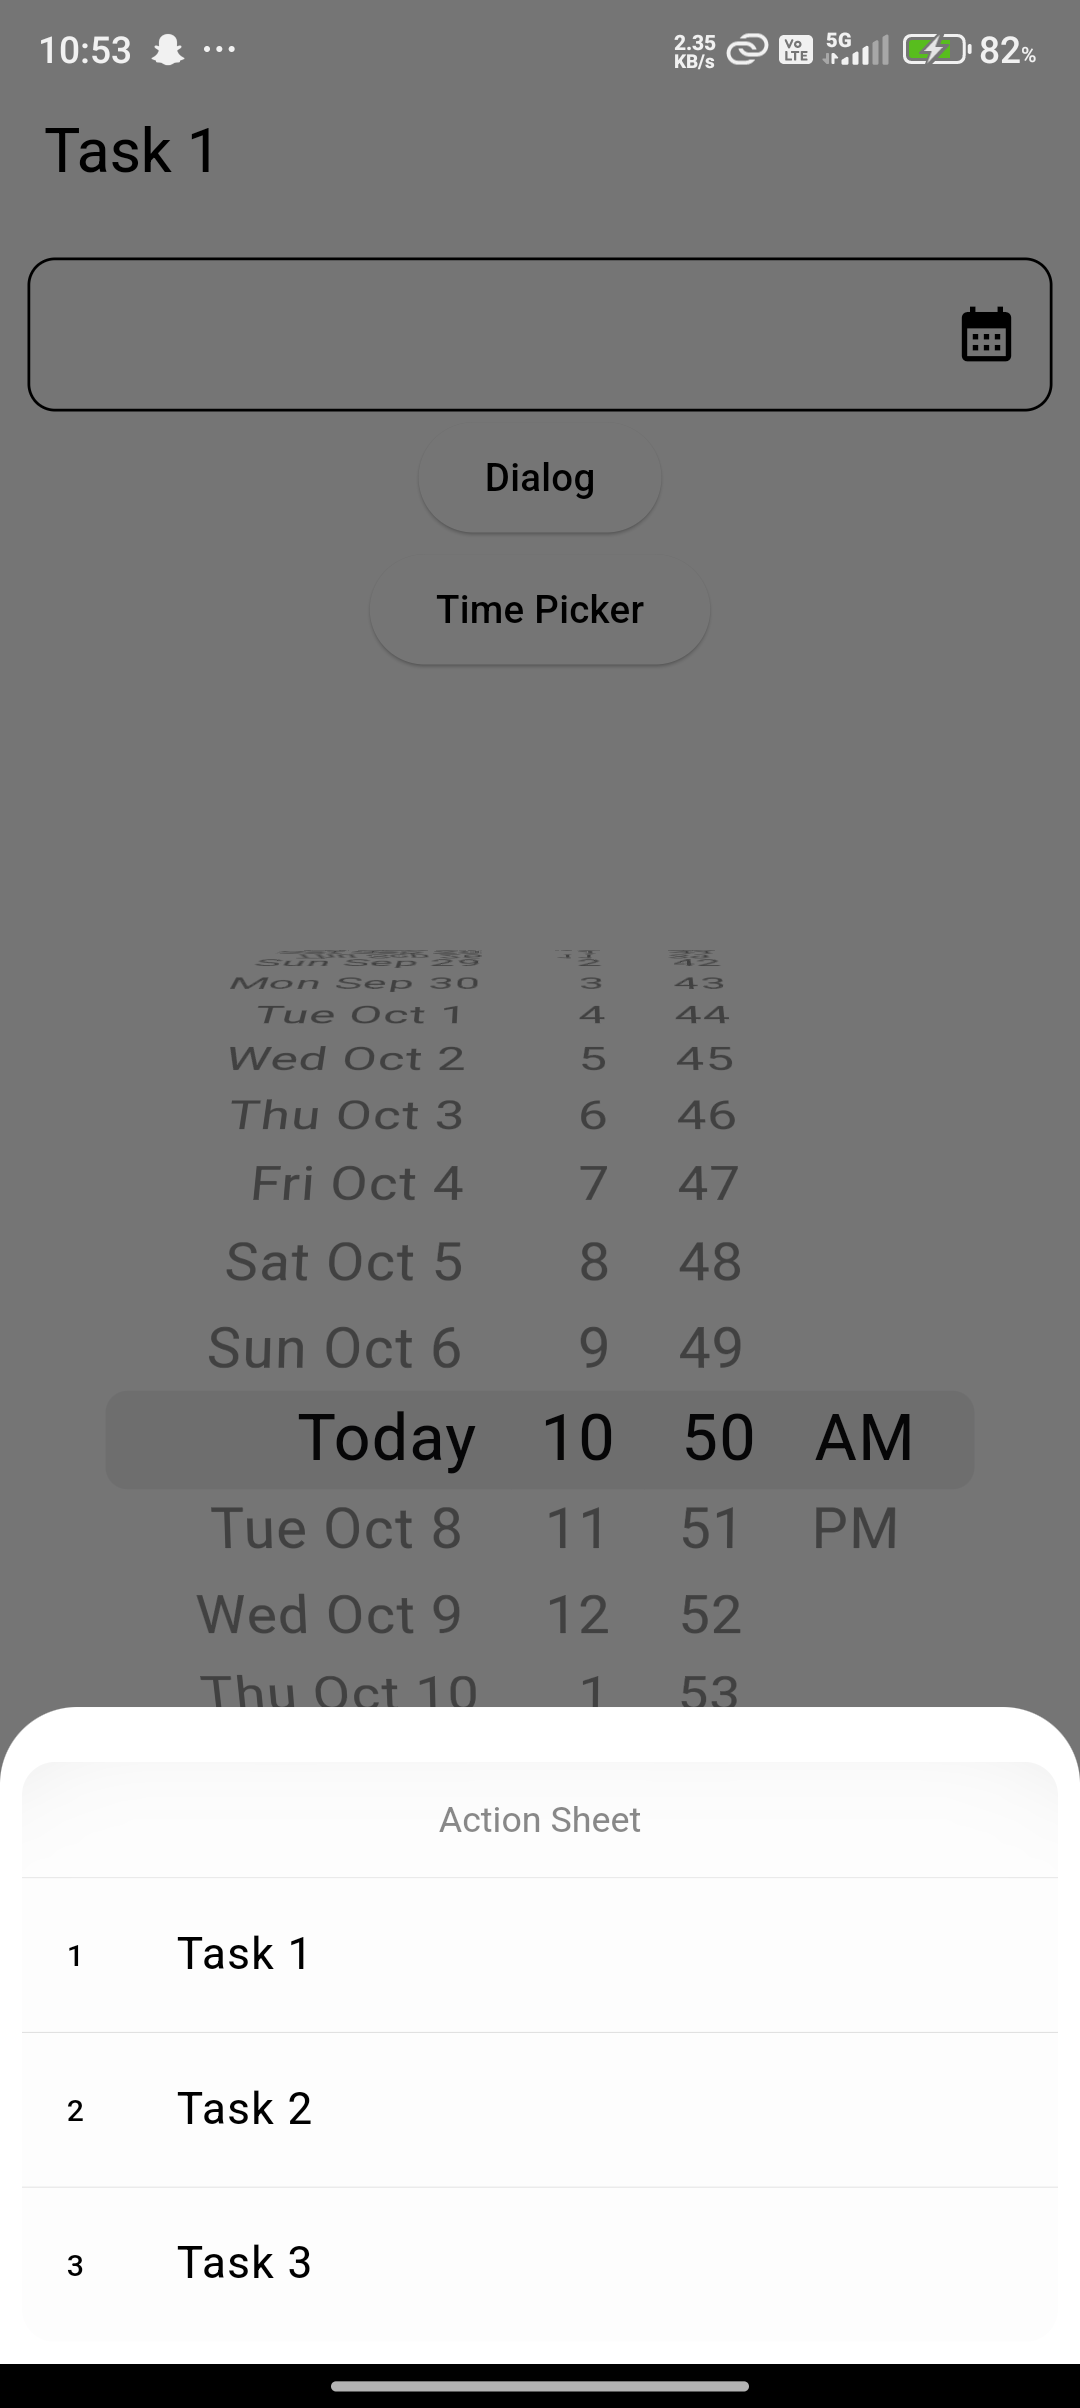 10:53 ... 2.35 KB/s Vo LTE 5G 82%
Task 1
Dialog
Time Picker
Sun Sep 29 2 42
Mon Sep 30 3 43
Tue Oct 1 4 44
Wed Oct 2 5 45
Thu Oct 3 6 46
Fri Oct 4 7 47
Sat Oct 5 8 48
Sun Oct 6 9 49
Today 10 50 AM
Tue Oct 8 11 51 PM
Wed Oct 9 12 52
Thu Oct 10 1 53
Action Sheet
1 Task 1
2 Task 2
3 Task 3